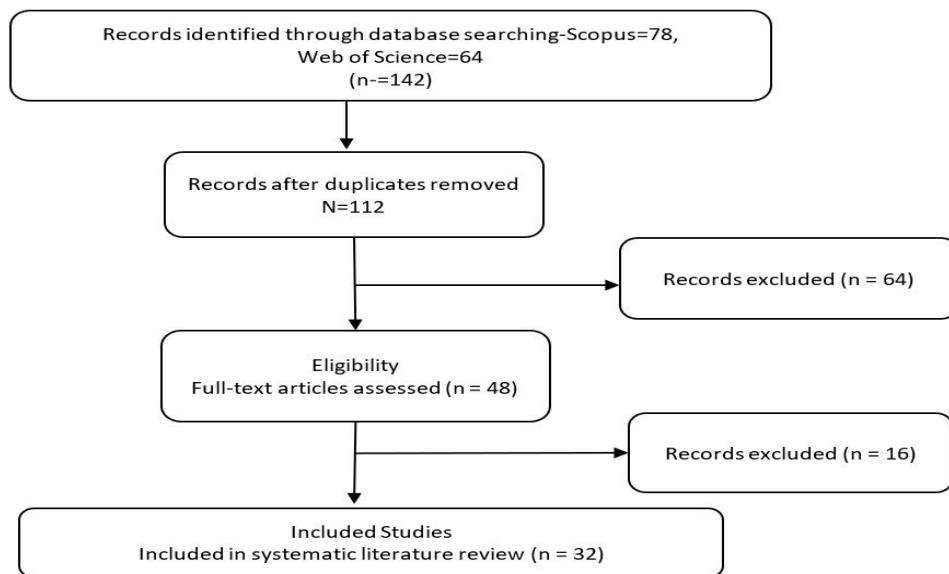 Records identified through database searching-Scopus=78,
Web of Science=64
(n-=142)
Records after duplicates removed
N=112
Records excluded (n = 64)
Eligibility
Full-text articles assessed (n = 48)
Records excluded (n = 16)
Included Studies
Included in systematic literature review (n = 32)